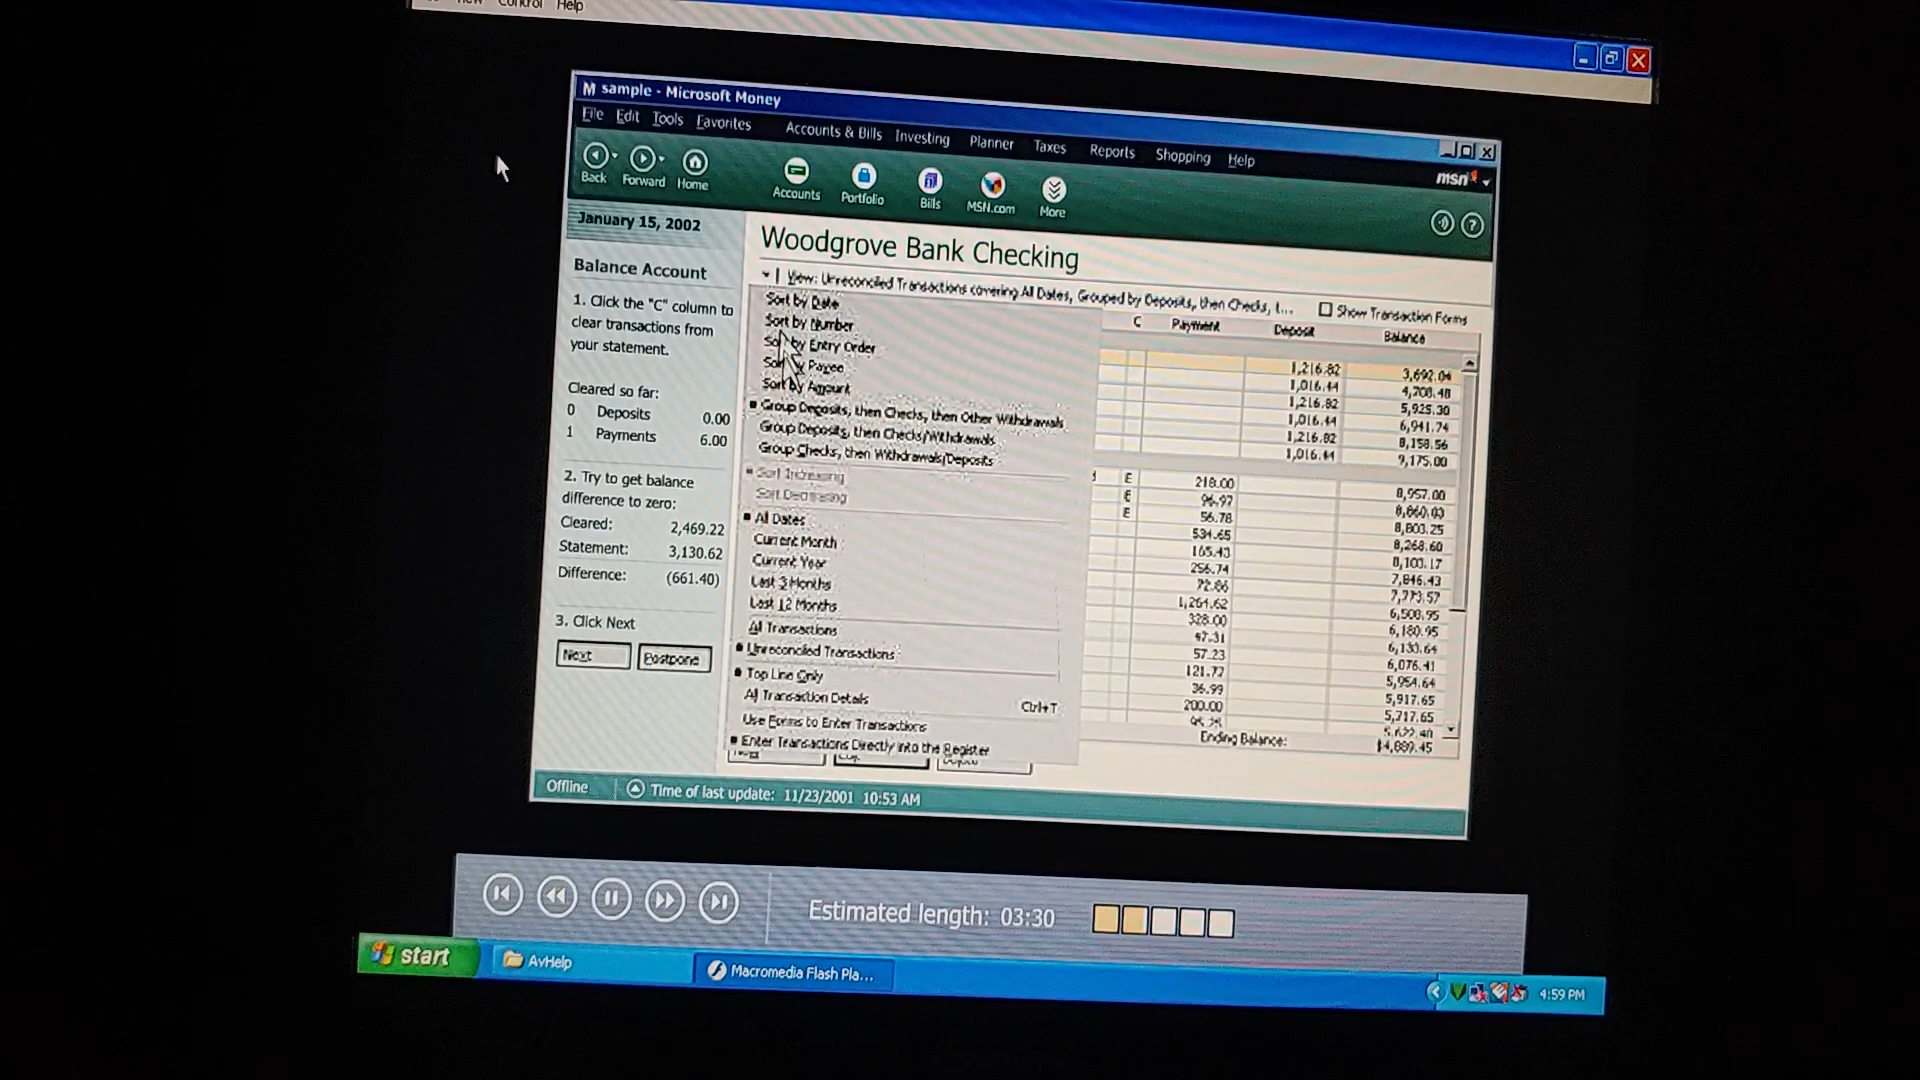 View Control Help
sample - Microsoft Money
File Edit Tools Favorites Accounts & Bills Investing Planner Taxes Reports Shopping Help
Back Forward Home Accounts Portfolio Bills MSN.com More
msn
January 15, 2002
Woodgrove Bank Checking
View: Unreconciled Transactions covering All Dates, Grouped by Deposits, then Checks, t... Show Transaction Forms
Balance Account
1. Click the "C" column to
clear transactions from
your statement.
Cleared so far:
0 Deposits 0.00
1 Payments 6.00
2. Try to get balance
difference to zero:
Cleared: 2,469.22
Statement: 3,130.62
Difference: (661.40)
3. Click Next
Next Postpone
Sort by Date
Sort by Number
Sort by Entry Order
Sort by Payee
Sort by Amount
Group Deposits, then Checks, then Other Withdrawals
Group Deposits, then Checks/Withdrawals
Group Checks, then Withdrawals/Deposits
Sort Increasing
Sort Decreasing
All Dates
Current Month
Current Year
Last 3 Months
Last 12 Months
All Transactions
Unreconciled Transactions
Top Line Only
All Transaction Details Ctrl+T
Use Forms to Enter Transactions
Enter Transactions Directly into the Register
C Payment Deposit Balance
1,216.82 3,692.04
1,016.44 4,708.48
1,216.82 5,925.30
1,016.44 6,941.74
1,216.82 8,158.56
1,016.44 9,175.00
E 218.00 8,957.00
E 96.97 8,860.03
E 56.78 8,803.25
534.65 8,268.60
165.43 8,103.17
256.74 7,846.43
72.86 7,773.57
1,264.62 6,508.95
328.00 6,180.95
47.31 6,133.64
57.23 6,076.41
121.77 5,954.64
36.99 5,917.65
200.00 5,717.65
Ending Balance: $4,889.45
Offline Time of last update: 11/23/2001 10:53 AM
Estimated length: 03:30
start AvHelp Macromedia Flash Pla... 4:59 PM